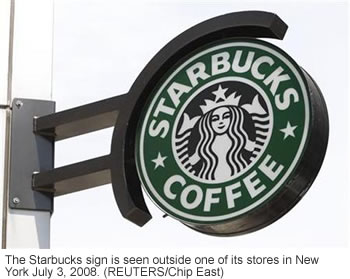 STARBUCKS
COFFEE
The Starbucks sign is seen outside one of its stores in New
York July 3, 2008. (REUTERS/Chip East)